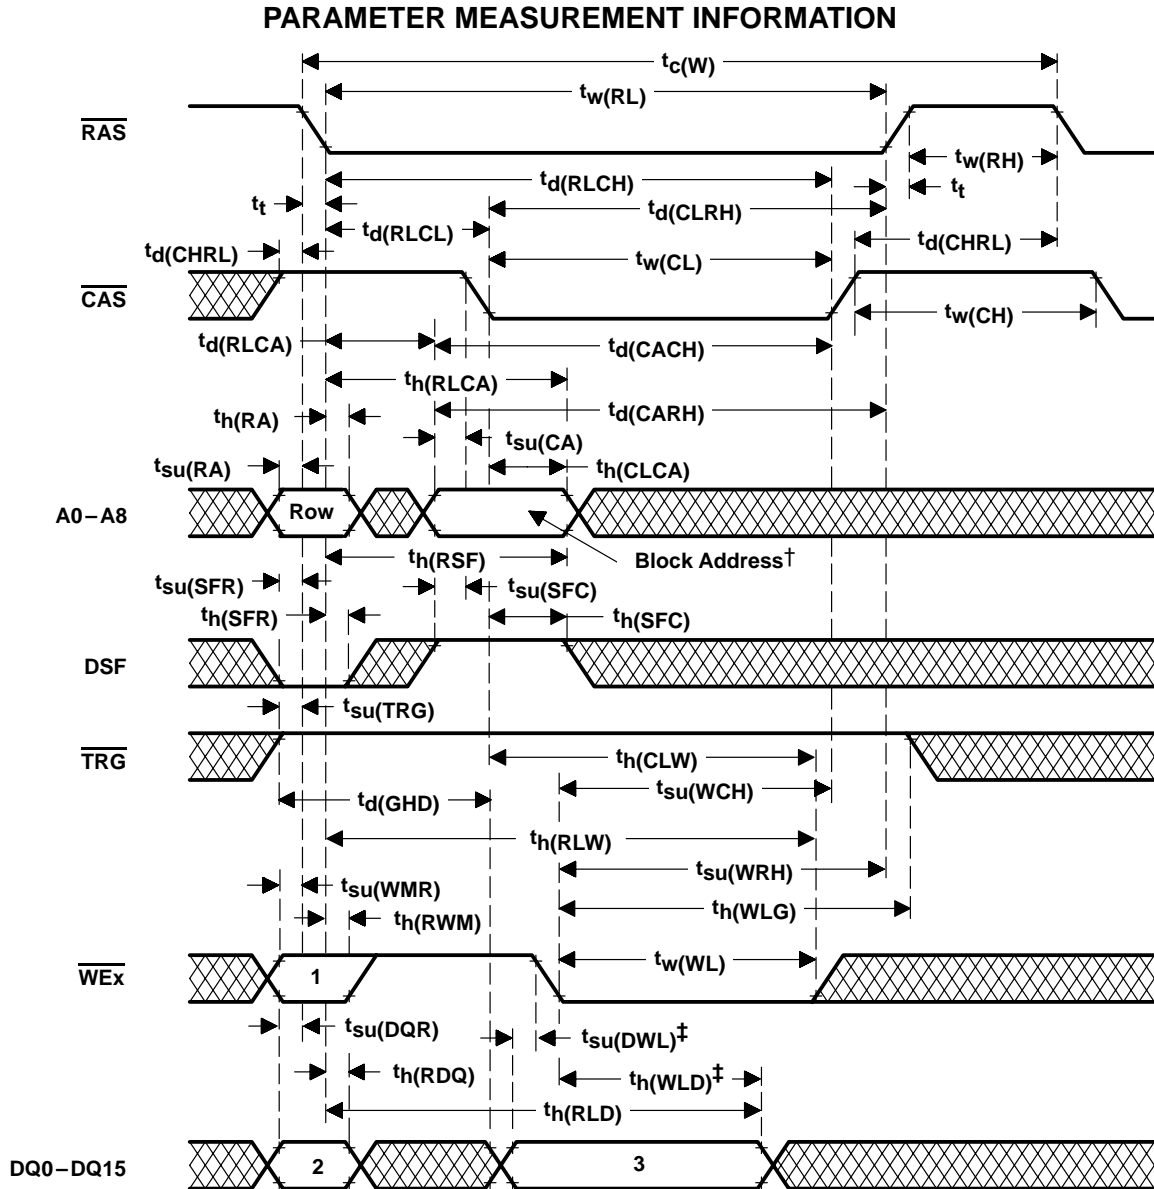 PARAMETER MEASUREMENT INFORMATION
tc(W)
tw(RL)
RAS
tw(RH)
td(RLCH)
tt
tt
td(CLRH)
td(RLCL)
td(CHRL)
td(CHRL)
tw(CL)
CAS
tw(CH)
td(RLCA)
td(CACH)
th(RLCA)
th(RA)
td(CARH)
tsu(CA)
tsu(RA)
th(CLCA)
A0–A8
Row
th(RSF)
Block Address†
tsu(SFR)
tsu(SFC)
th(SFR)
th(SFC)
DSF
tsu(TRG)
TRG
th(CLW)
tsu(WCH)
td(GHD)
th(RLW)
tsu(WRH)
tsu(WMR)
th(WLG)
th(RWM)
WEx
1
tw(WL)
tsu(DQR)
tsu(DWL)‡
th(RDQ)
th(WLD)‡
th(RLD)
DQ0–DQ15
2
3